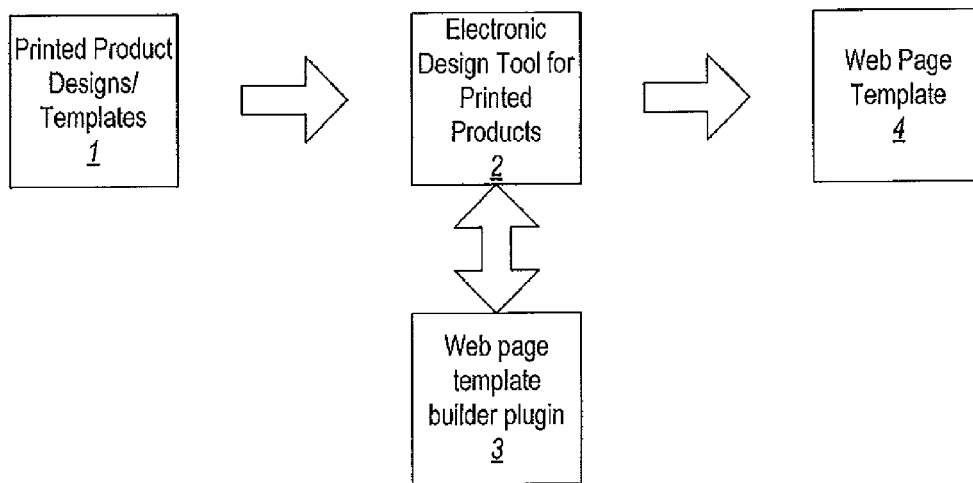 Printed Product
Designs/
Templates
1
Electronic
Design Tool for
Printed
Products
2
Web Page
Template
4
Web page
template
builder plugin
3